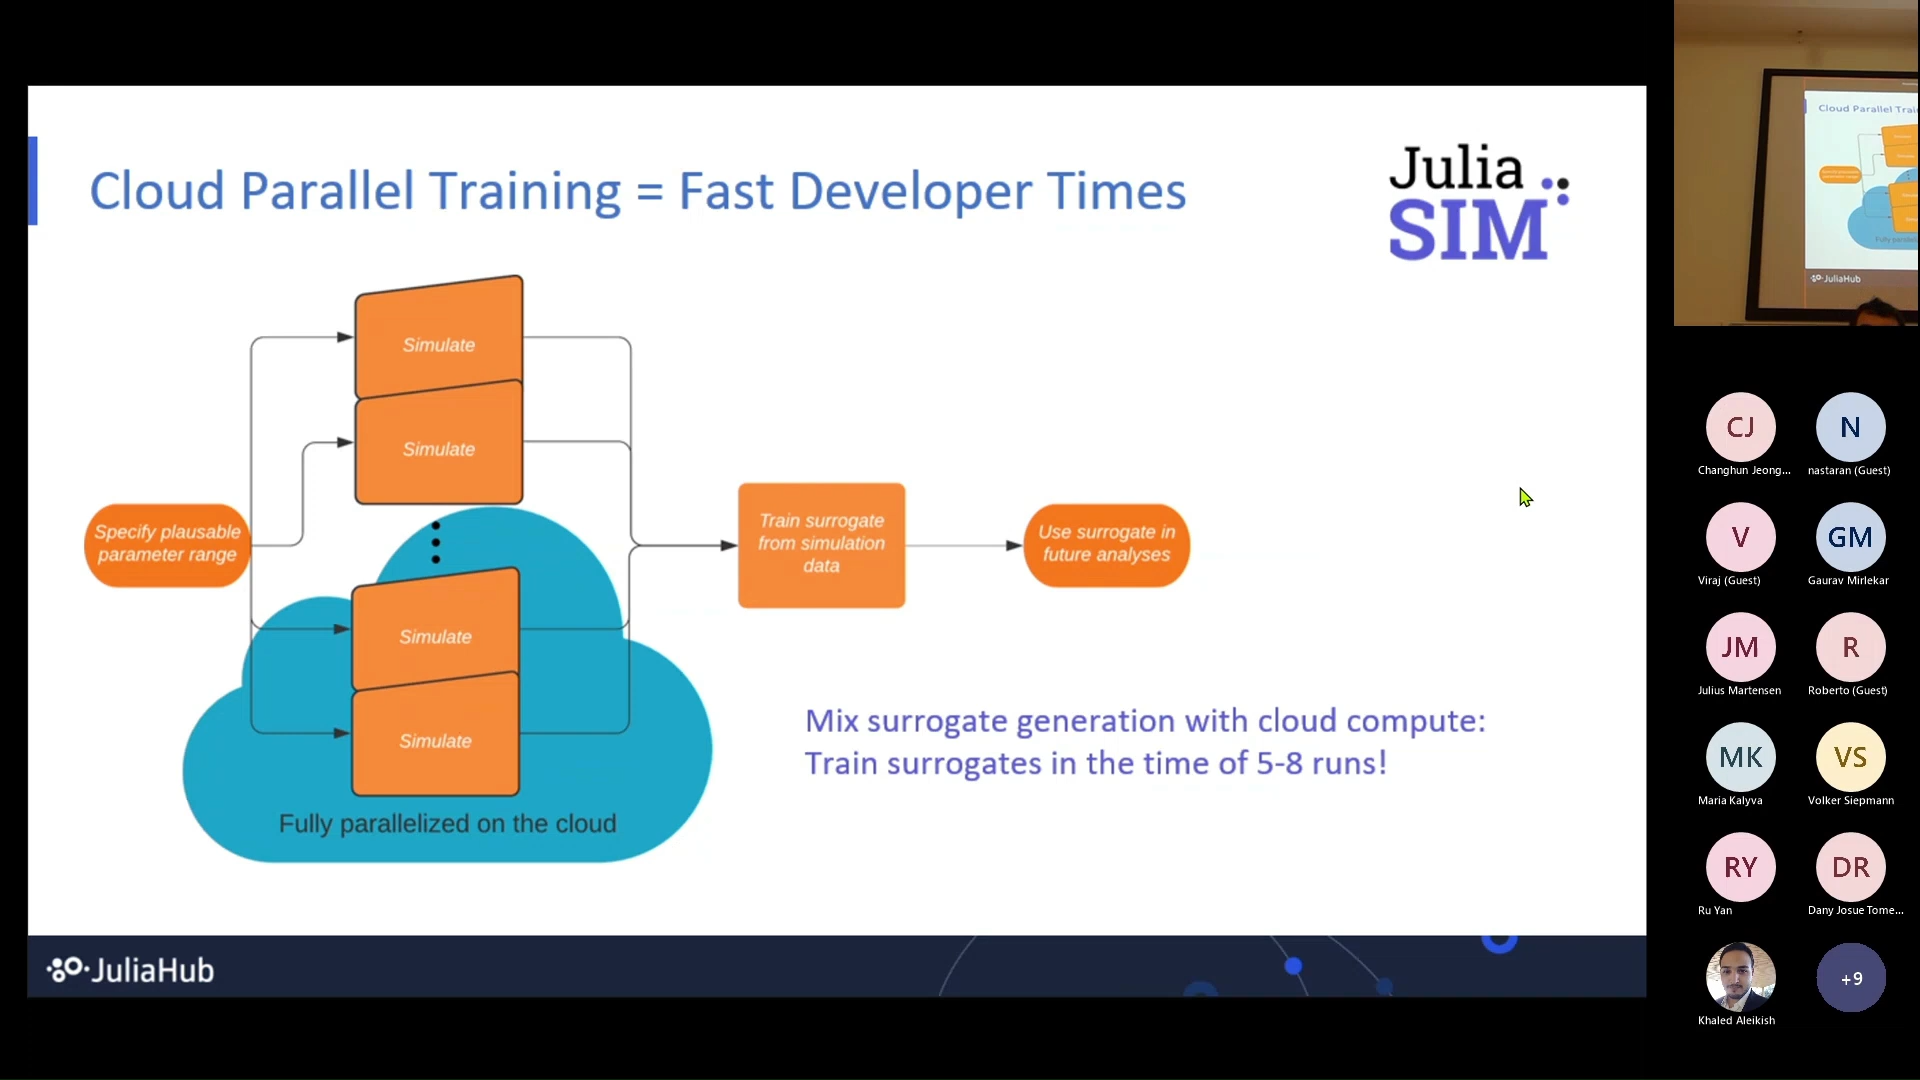 Cloud Parallel Training = Fast Developer Times
Julia
SIM
Simulate
Simulate
Specify plausable
parameter range
Train surrogate
from simulation
data
Use surrogate in
future analyses
Simulate
Simulate
Fully parallelized on the cloud
Mix surrogate generation with cloud compute:
Train surrogates in the time of 5-8 runs!
JuliaHub
Cloud Parallel Trai
JuliaHub
CJ
Changhun Jeong...
N
nastaran (Guest)
V
Viraj (Guest)
GM
Gaurav Mirlekar
JM
Julius Martensen
R
Roberto (Guest)
MK
Maria Kalyva
VS
Volker Siepmann
RY
Ru Yan
DR
Dany Josue Tome...
Khaled Aleikish
+9